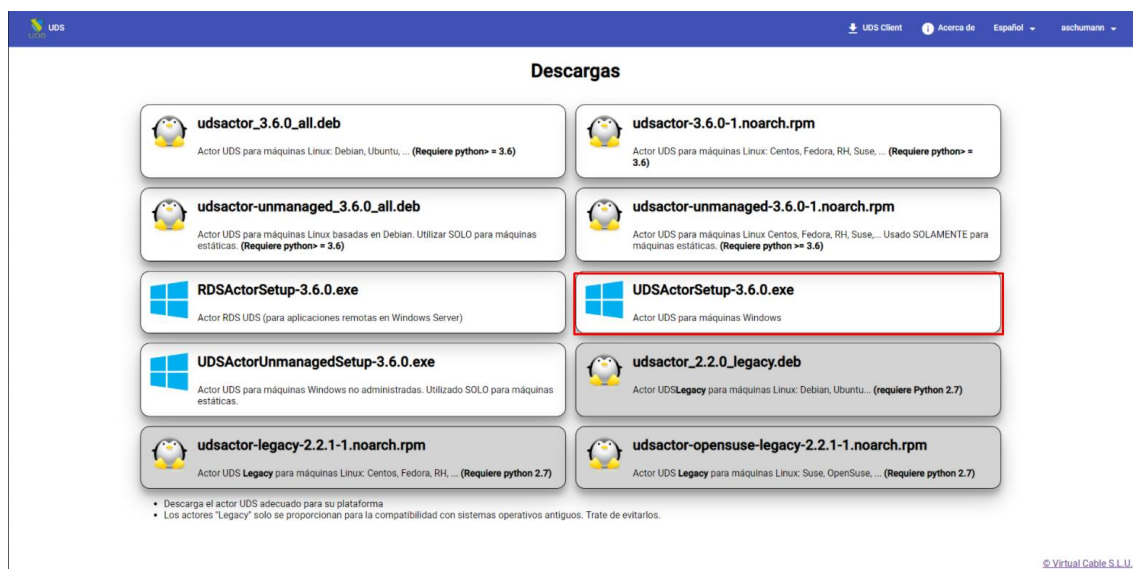 UDS
UDS
UDS Client
Acerca de
Español
aschumann
Descargas
udsactor_3.6.0_all.deb
Actor UDS para máquinas Linux: Debian, Ubuntu, ... (Requiere python> = 3.6)
udsactor-3.6.0-1.noarch.rpm
Actor UDS para máquinas Linux: Centos, Fedora, RH, Suse, ... (Requiere python> =
3.6)
udsactor-unmanaged_3.6.0_all.deb
Actor UDS para máquinas Linux basadas en Debian. Utilizar SOLO para máquinas
estáticas. (Requiere python> = 3.6)
udsactor-unmanaged-3.6.0-1.noarch.rpm
Actor UDS para máquinas Linux Centos, Fedora, RH, Suse,... Usado SOLAMENTE para
máquinas estáticas. (Requiere python >= 3.6)
RDSActorSetup-3.6.0.exe
Actor RDS UDS (para aplicaciones remotas en Windows Server)
UDSActorSetup-3.6.0.exe
Actor UDS para máquinas Windows
UDSActorUnmanagedSetup-3.6.0.exe
Actor UDS para máquinas Windows no administradas. Utilizado SOLO para máquinas
estáticas.
udsactor_2.2.0_legacy.deb
Actor UDSLegacy para máquinas Linux: Debian, Ubuntu... (requiere Python 2.7)
udsactor-legacy-2.2.1-1.noarch.rpm
Actor UDS Legacy para máquinas Linux: Centos, Fedora, RH, ... (Requiere python 2.7)
udsactor-opensuse-legacy-2.2.1-1.noarch.rpm
Actor UDS Legacy para máquinas Linux: Suse, OpenSuse, ... (Requiere python 2.7)
• Descarga el actor UDS adecuado para su plataforma
• Los actores "Legacy" solo se proporcionan para la compatibilidad con sistemas operativos antiguos. Trate de evitarlos.
© Virtual Cable S.L.U.